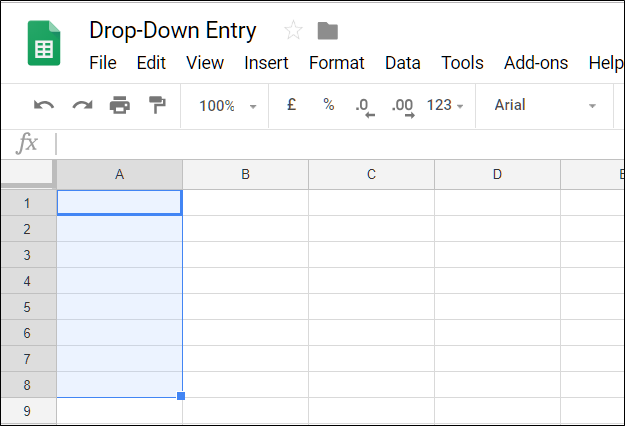 Drop-Down Entry
File Edit View Insert Format Data Tools Add-ons Help
100% £ % .0 .00 123 Arial
fx
A B C D
1
2
3
4
5
6
7
8
9